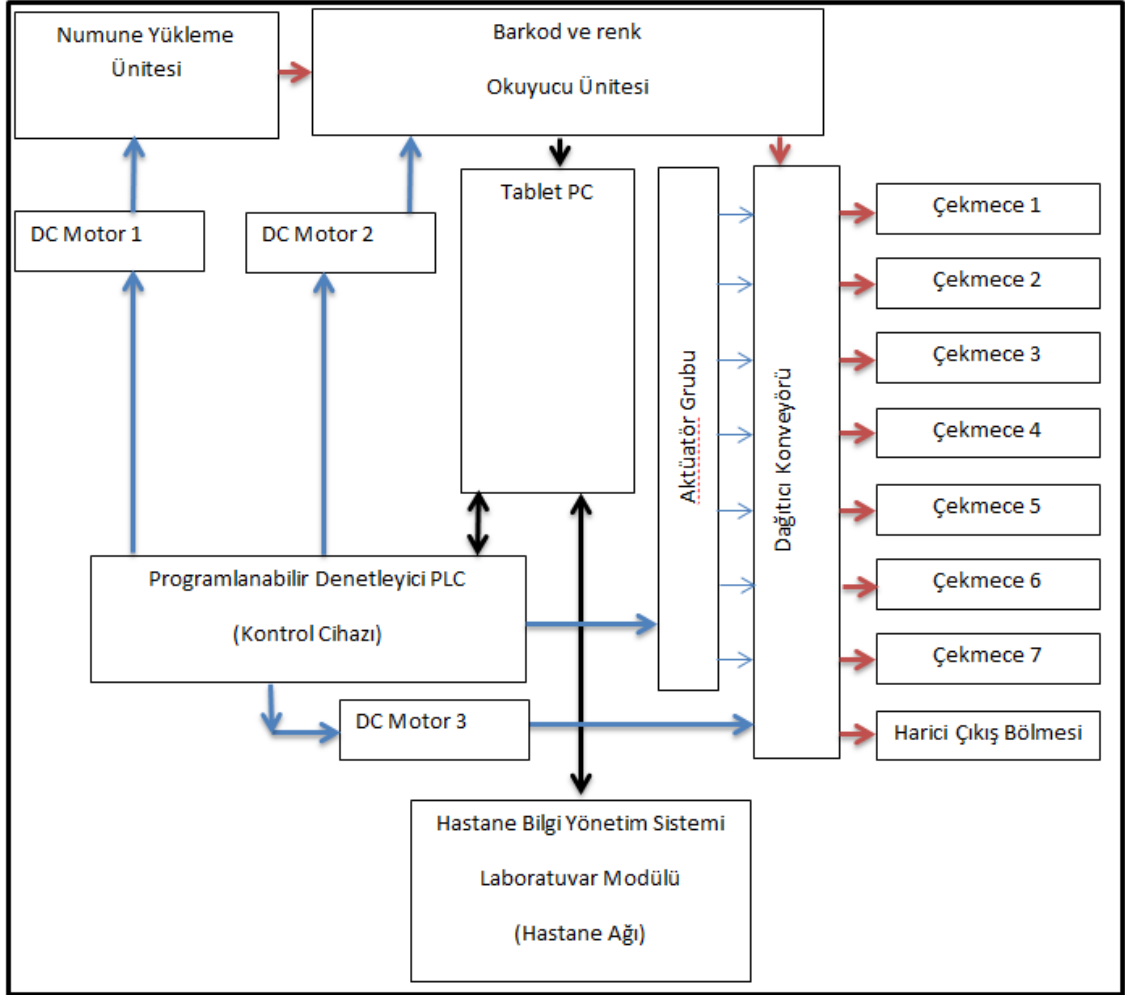 Numune Yükleme
Ünitesi
Barkod ve renk
Okuyucu Ünitesi
Tablet PC
DC Motor 1
DC Motor 2
Aktüatör Grubu
Dağıtıcı Konveyörü
Çekmece 1
Çekmece 2
Çekmece 3
Çekmece 4
Çekmece 5
Çekmece 6
Çekmece 7
Harici Çıkış Bölmesi
Programlanabilir Denetleyici PLC
(Kontrol Cihazı)
DC Motor 3
Hastane Bilgi Yönetim Sistemi
Laboratuvar Modülü
(Hastane Ağı)